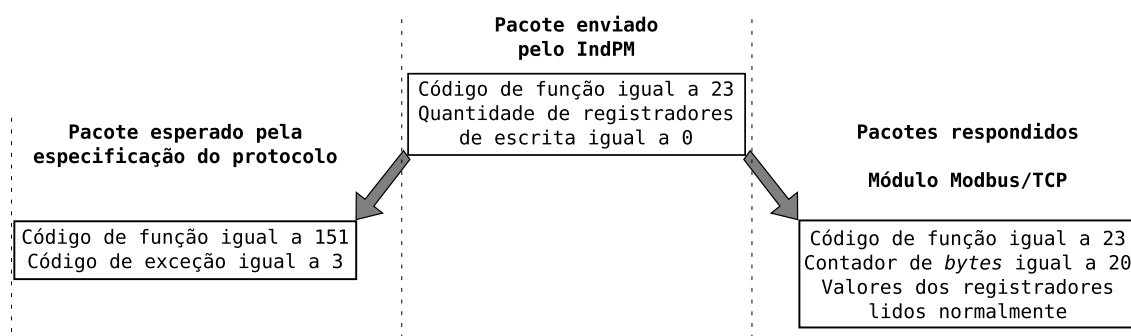 Pacote enviado
pelo IndPM
Código de função igual a 23
Quantidade de registradores
de escrita igual a 0
Pacote esperado pela
especificação do protocolo
Código de função igual a 151
Código de exceção igual a 3
Pacotes respondidos
Módulo Modbus/TCP
Código de função igual a 23
Contador de bytes igual a 20
Valores dos registradores
lidos normalmente